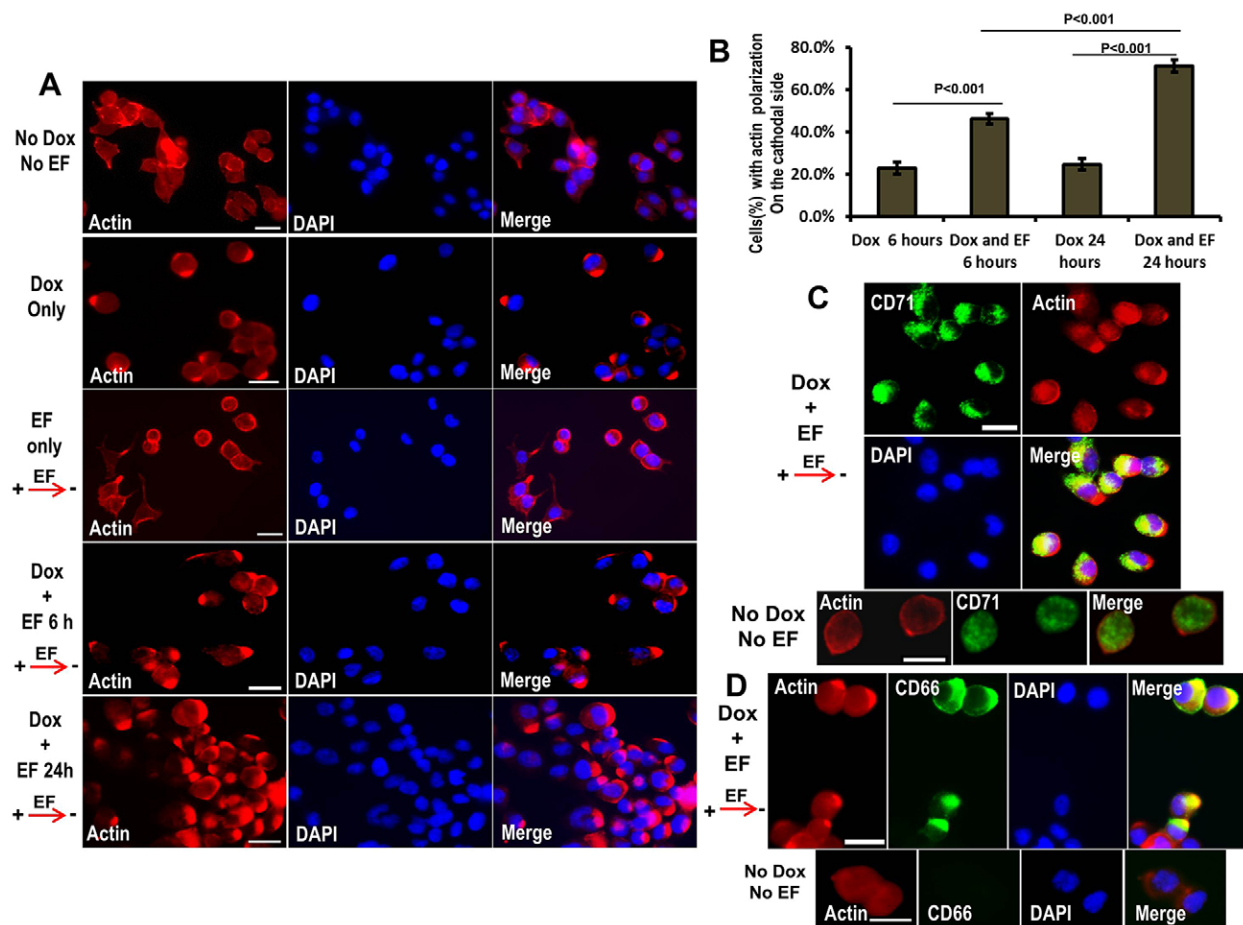 A
No Dox
No EF
Actin
DAPI
Merge
Dox
Only
Actin
DAPI
Merge
EF
only
EF
+ -
Actin
DAPI
Merge
Dox
+
EF 6 h
EF
+ -
Actin
DAPI
Merge
Dox
+
EF 24h
EF
+ -
Actin
DAPI
Merge
B
Cells(%) with actin polarization
On the cathodal side
80.0%
60.0%
40.0%
20.0%
0.0%
P<0.001
P<0.001
P<0.001
Dox 6 hours
Dox and EF
6 hours
Dox 24
hours
Dox and EF
24 hours
C
Dox
+
EF
EF
+ -
CD71
Actin
DAPI
Merge
No Dox
No EF
Actin
CD71
Merge
D
Dox
+
EF
EF
+ -
Actin
CD66
DAPI
Merge
No Dox
No EF
Actin
CD66
DAPI
Merge